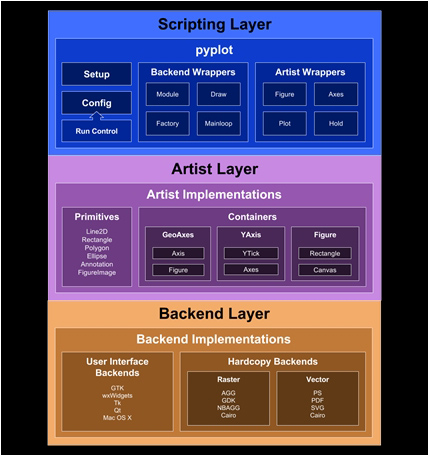 Scripting Layer
pyplot
Setup
Config
Run Control
Backend Wrappers
Module
Draw
Factory
Mainloop
Artist Wrappers
Figure
Axes
Plot
Hold
Artist Layer
Artist Implementations
Primitives
Line2D
Rectangle
Polygon
Ellipse
Annotation
FigureImage
Containers
GeoAxes
Axis
Figure
YAxis
YTick
Axes
Figure
Rectangle
Canvas
Backend Layer
Backend Implementations
User Interface
Backends
GTK
wxWidgets
Tk
Qt
Mac OS X
Hardcopy Backends
Raster
AGG
GDK
NBAGG
Cairo
Vector
PS
PDF
SVG
Cairo